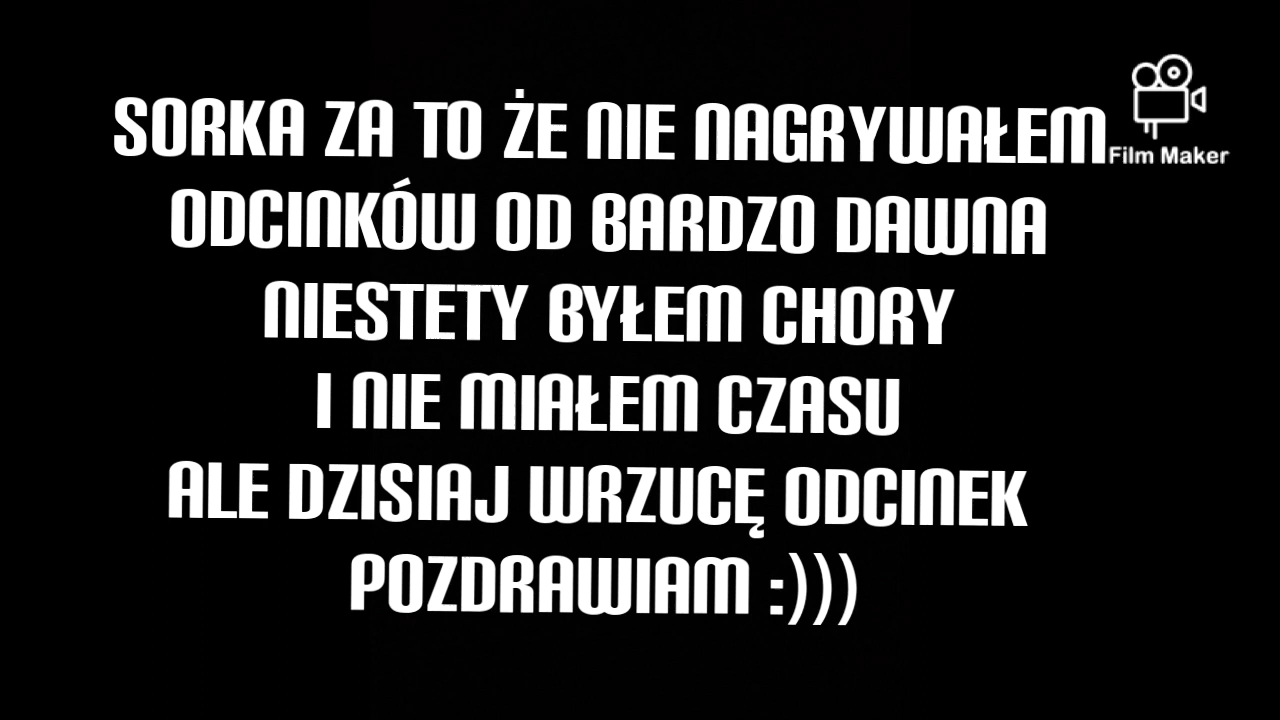 SORKA ZA TO ŻE NIE NAGRYWAŁEM
Film Maker
ODCINKÓW OD BARDZO DAWNA
NIESTETY BYŁEM CHORY
I NIE MIAŁEM CZASU
ALE DZISIAJ WRZUCĘ ODCINEK
POZDRAWIAM :)))